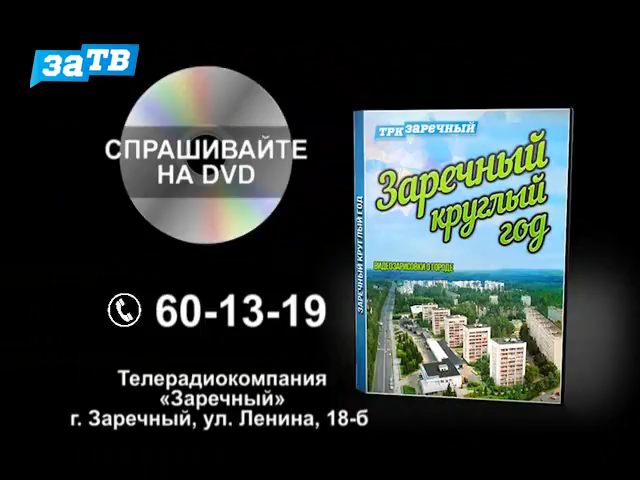 заТВ
СПРАШИВАЙТЕ
НА DVD
60-13-19
Телерадиокомпания
«Заречный»
г. Заречный, ул. Ленина, 18-б
ТРК заречный
Заречный
круглый
год
ВИДЕОЗАРИСОВКИ О ГОРОДЕ
ЗАРЕЧНЫЙ КРУГЛЫЙ ГОД